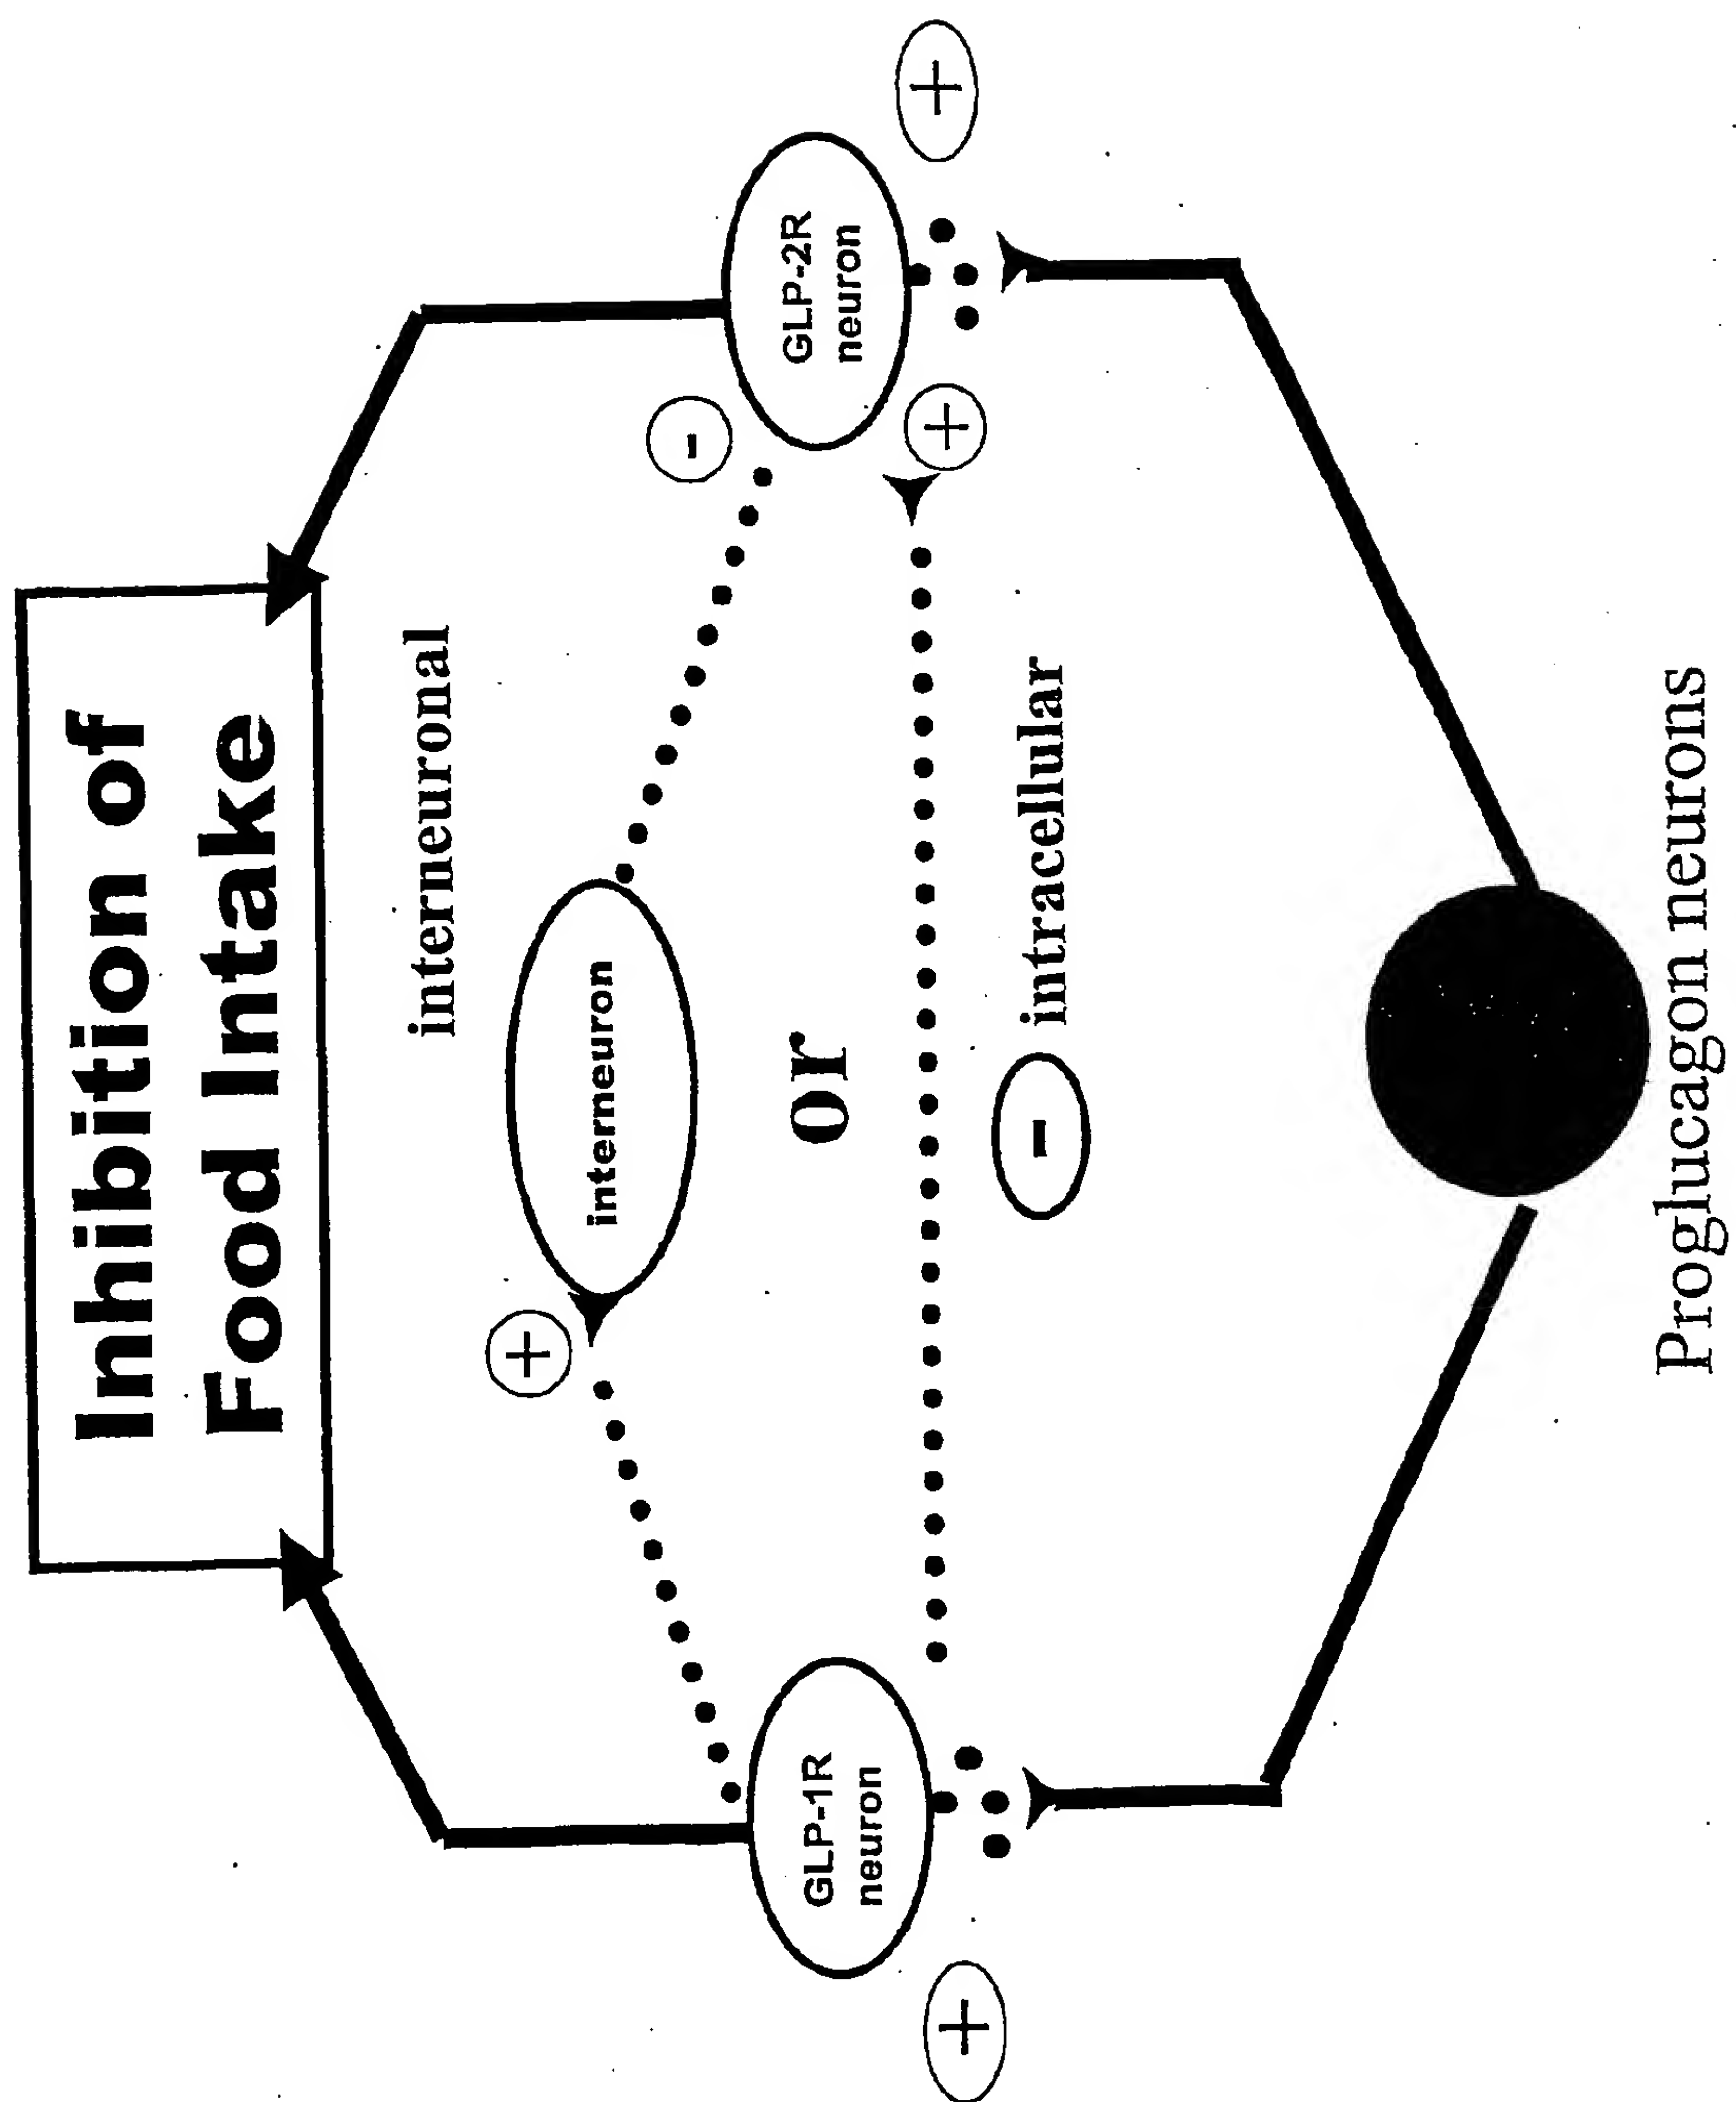 Inhibition of
Food Intake
interneuronal
+
interneuron
-
or
GLP-1R
neuron
GLP-2R
neuron
+
+
- intracellular
+
Proglucagon neurons